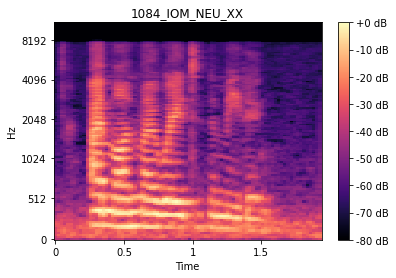 1084_IOM_NEU_XX
+0 dB
8192
-10 dB
4096
-20 dB
-30 dB
2048
Hz
-40 dB
1024
-50 dB
512
-60 dB
-70 dB
0
-80 dB
0
0.5
1
1.5
Time